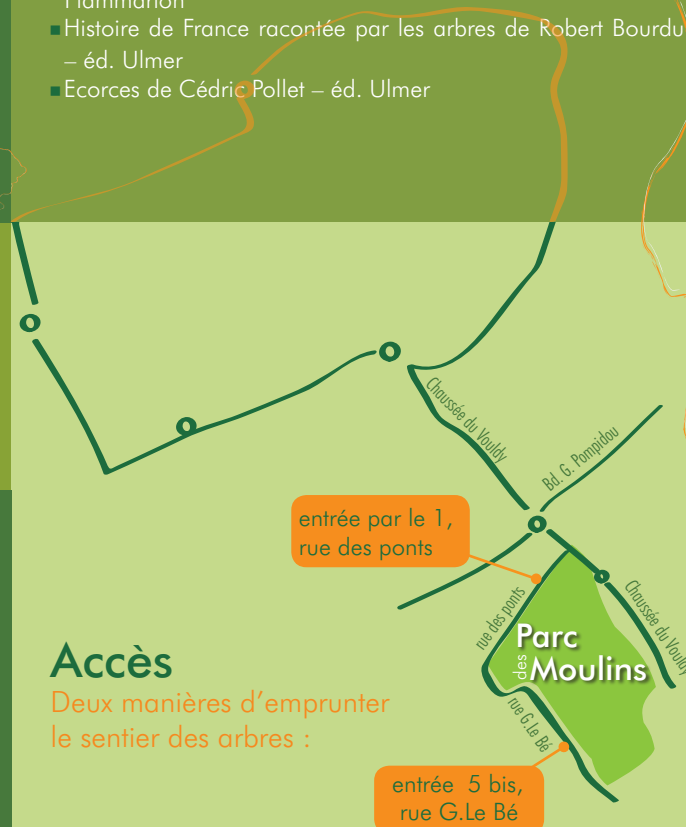 Flammarion
■ Histoire de France racontée par les arbres de Robert Bourdu
– éd. Ulmer
■ Ecorces de Cédric Pollet – éd. Ulmer
Chaussée du Vouldy
Bd. G. Pompidou
entrée par le 1,
rue des ponts
rue des ponts
Chaussée du Vouldy
Parc
des Moulins
Accès
Deux manières d'emprunter
le sentier des arbres :
rue G.Le Bé
entrée 5 bis,
rue G.Le Bé